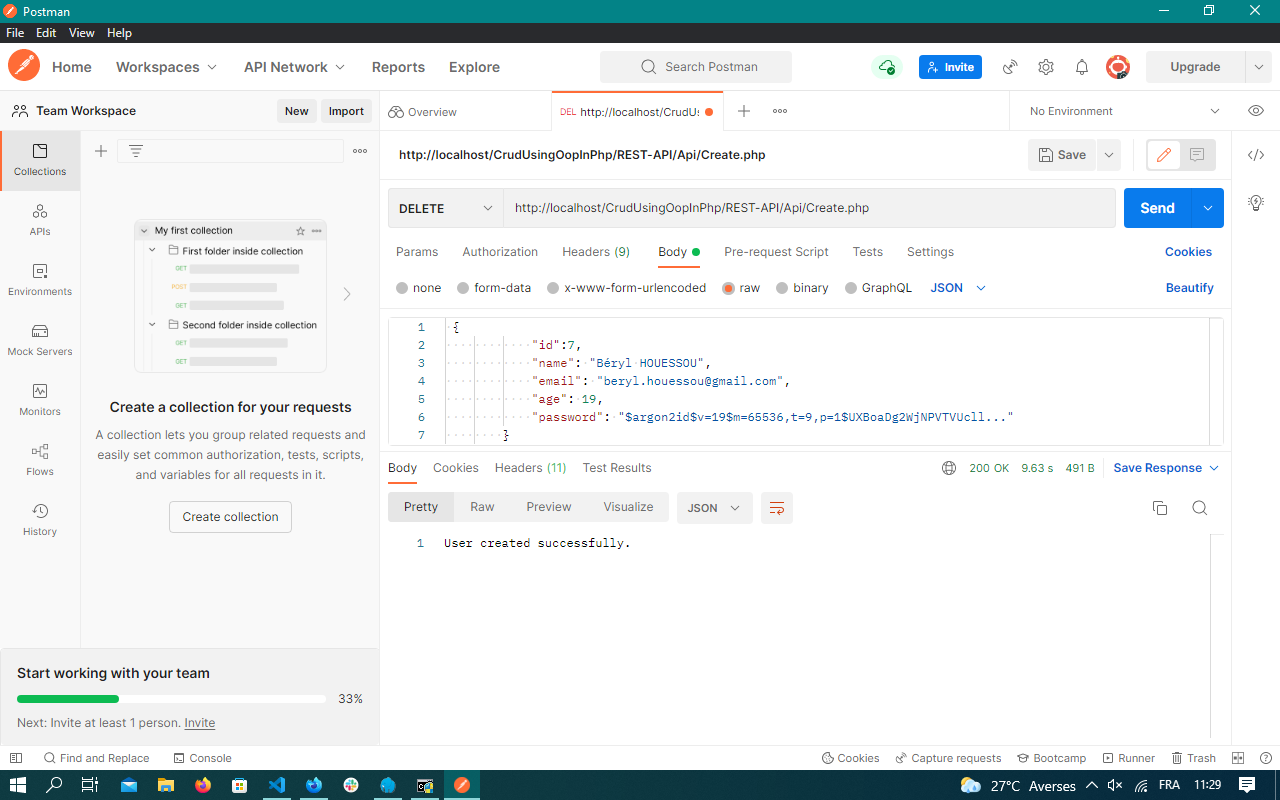 Postman
File Edit View Help
Home Workspaces API Network Reports Explore Search Postman Invite Upgrade
Team Workspace New Import Overview DEL http://localhost/CrudUs No Environment
http://localhost/CrudUsingOopInPhp/REST-API/Api/Create.php Save
DELETE http://localhost/CrudUsingOopInPhp/REST-API/Api/Create.php Send
Params Authorization Headers (9) Body Pre-request Script Tests Settings Cookies
none form-data x-www-form-urlencoded raw binary GraphQL JSON Beautify
1 {
2 "id":7,
3 "name": "Béryl HOUESSOU",
4 "email": "beryl.houessou@gmail.com",
5 "age": 19,
6 "password": "$argon2id$v=19$m=65536,t=9,p=1$UXBoaDg2WjNPVTVUcll..."
7 }
Body Cookies Headers (11) Test Results 200 OK 9.63 s 491 B Save Response
Pretty Raw Preview Visualize JSON
1 User created successfully.
Collections
APIs
Environments
Mock Servers
Monitors
Flows
History
My first collection
First folder inside collection
GET
POST
GET
Second folder inside collection
GET
GET
Create a collection for your requests
A collection lets you group related requests and
easily set common authorization, tests, scripts,
and variables for all requests in it.
Create collection
Start working with your team
33%
Next: Invite at least 1 person. Invite
Find and Replace Console Cookies Capture requests Bootcamp Runner Trash
27°C Averses FRA 11:29